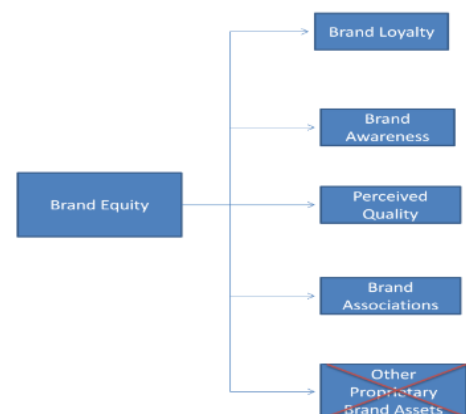 Brand Loyalty
Brand
Awareness
Brand Equity
Perceived
Quality
Brand
Associations
Other
Proprietary
Brand Assets